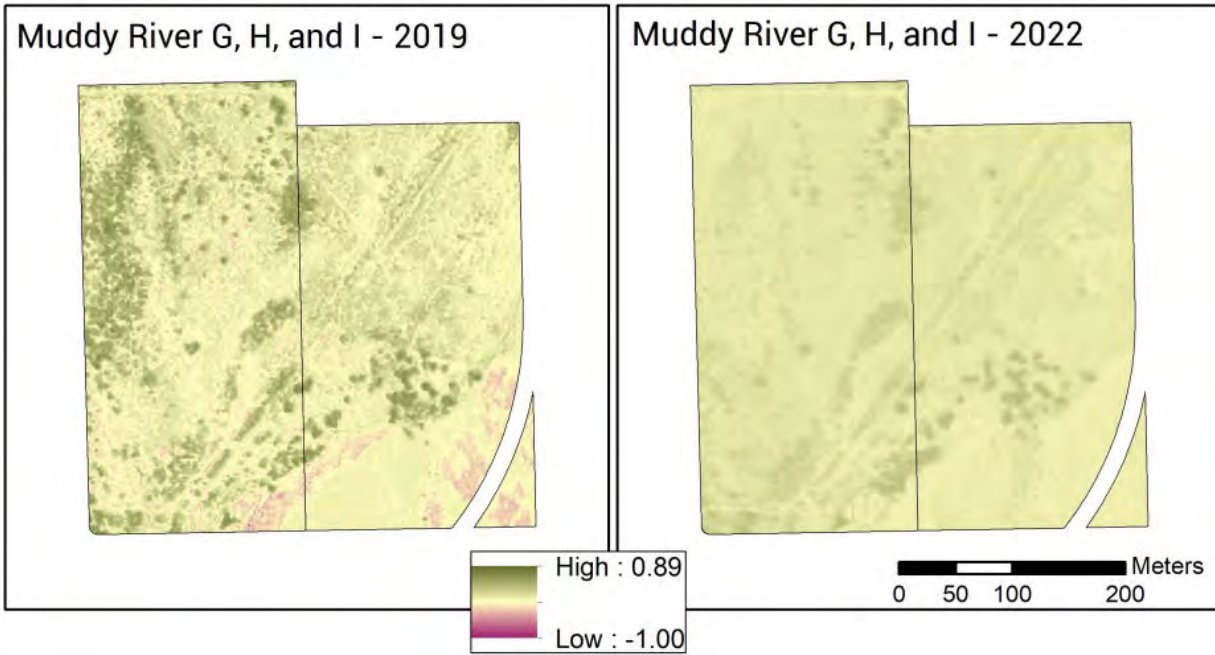 Muddy River G, H, and I - 2019
Muddy River G, H, and I - 2022
High : 0.89
Low : -1.00
Meters
0 50 100 200